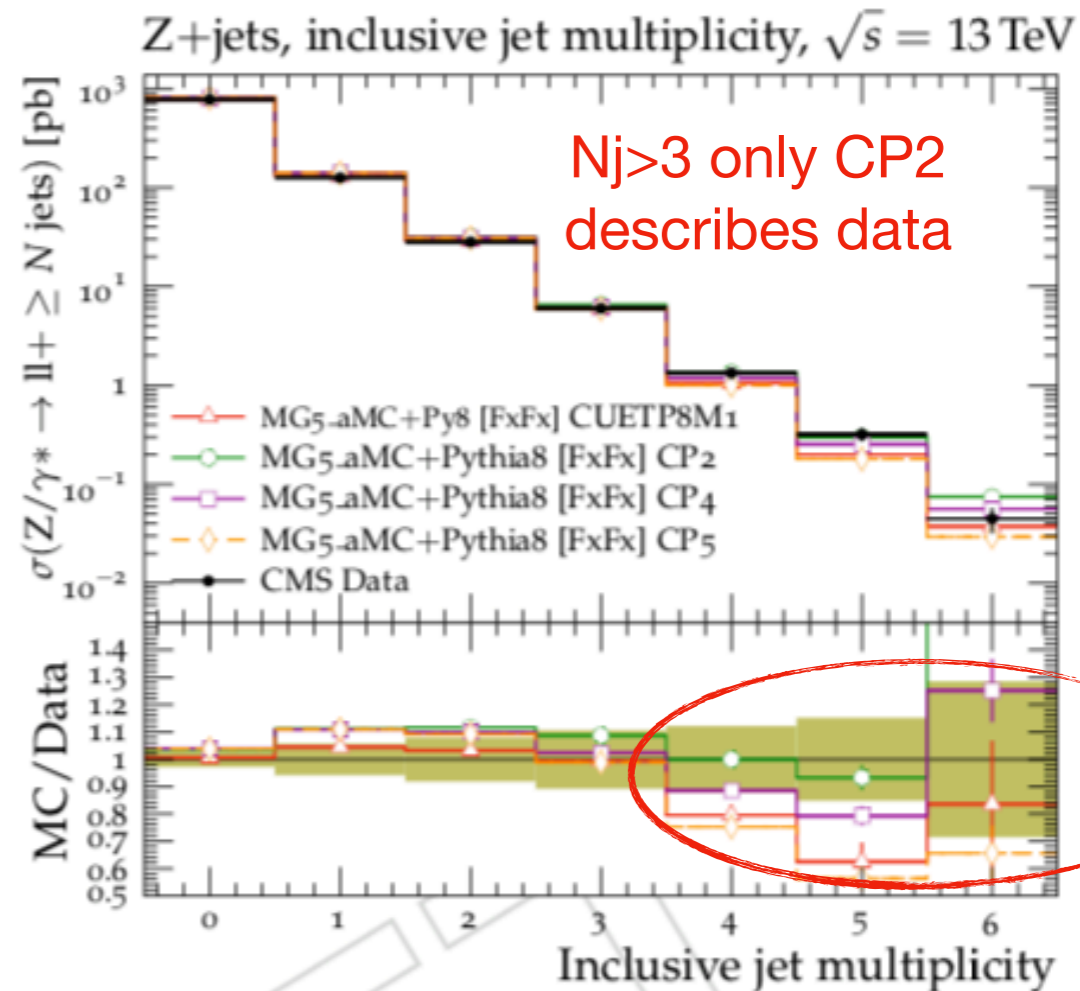 Z+jets, inclusive jet multiplicity, √s = 13 TeV
σ(Z/γ* → ll+ ≥ N jets) [pb]
10³
10²
10¹
1
10⁻¹
10⁻²
Nj>3 only CP2
describes data
MG5_aMC+Py8 [FxFx] CUETP8M1
MG5_aMC+Pythia8 [FxFx] CP2
MG5_aMC+Pythia8 [FxFx] CP4
MG5_aMC+Pythia8 [FxFx] CP5
CMS Data
MC/Data
1.4
1.3
1.2
1.1
1
0.9
0.8
0.7
0.6
0.5
0 1 2 3 4 5 6
Inclusive jet multiplicity